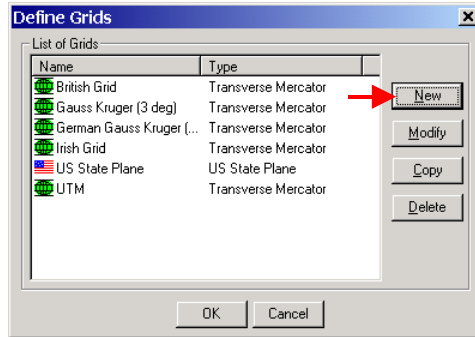 Define Grids
List of Grids
Name Type
British Grid Transverse Mercator
Gauss Kruger (3 deg) Transverse Mercator
German Gauss Kruger (... Transverse Mercator
Irish Grid Transverse Mercator
US State Plane US State Plane
UTM Transverse Mercator
New
Modify
Copy
Delete
OK Cancel